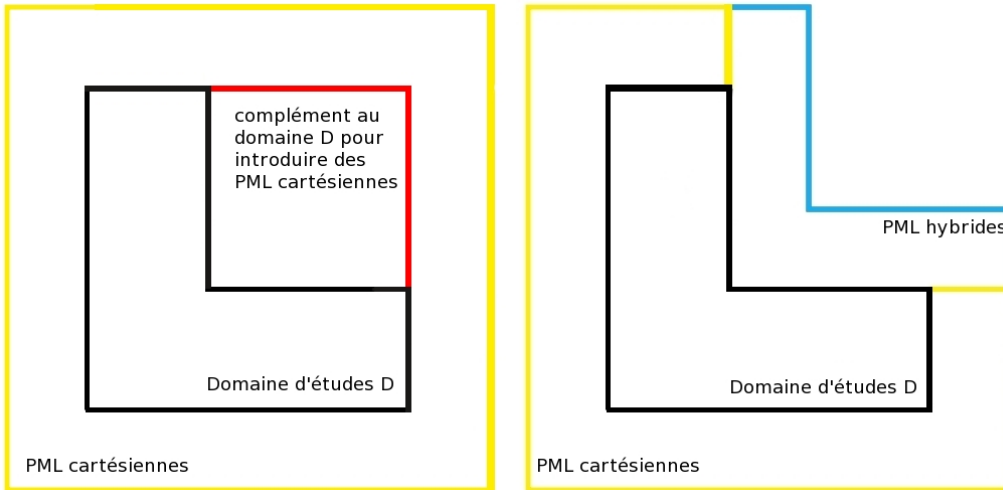 complément au
domaine D pour
introduire des
PML cartésiennes
Domaine d'études D
PML cartésiennes
PML hybrides
Domaine d'études D
PML cartésiennes